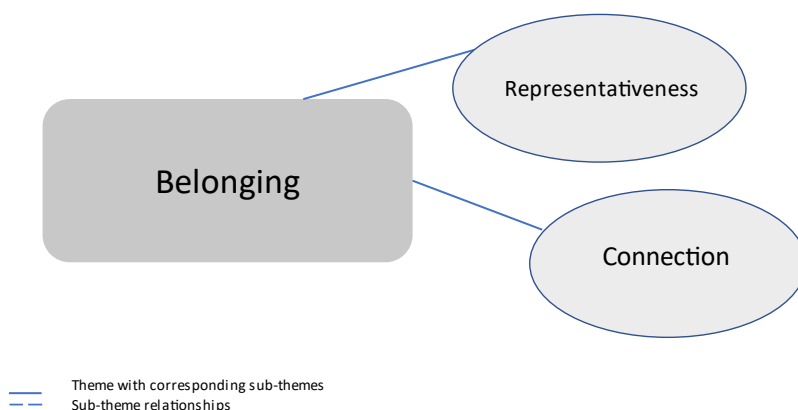 Representativeness
Belonging
Connection
Theme with corresponding sub-themes
Sub-theme relationships